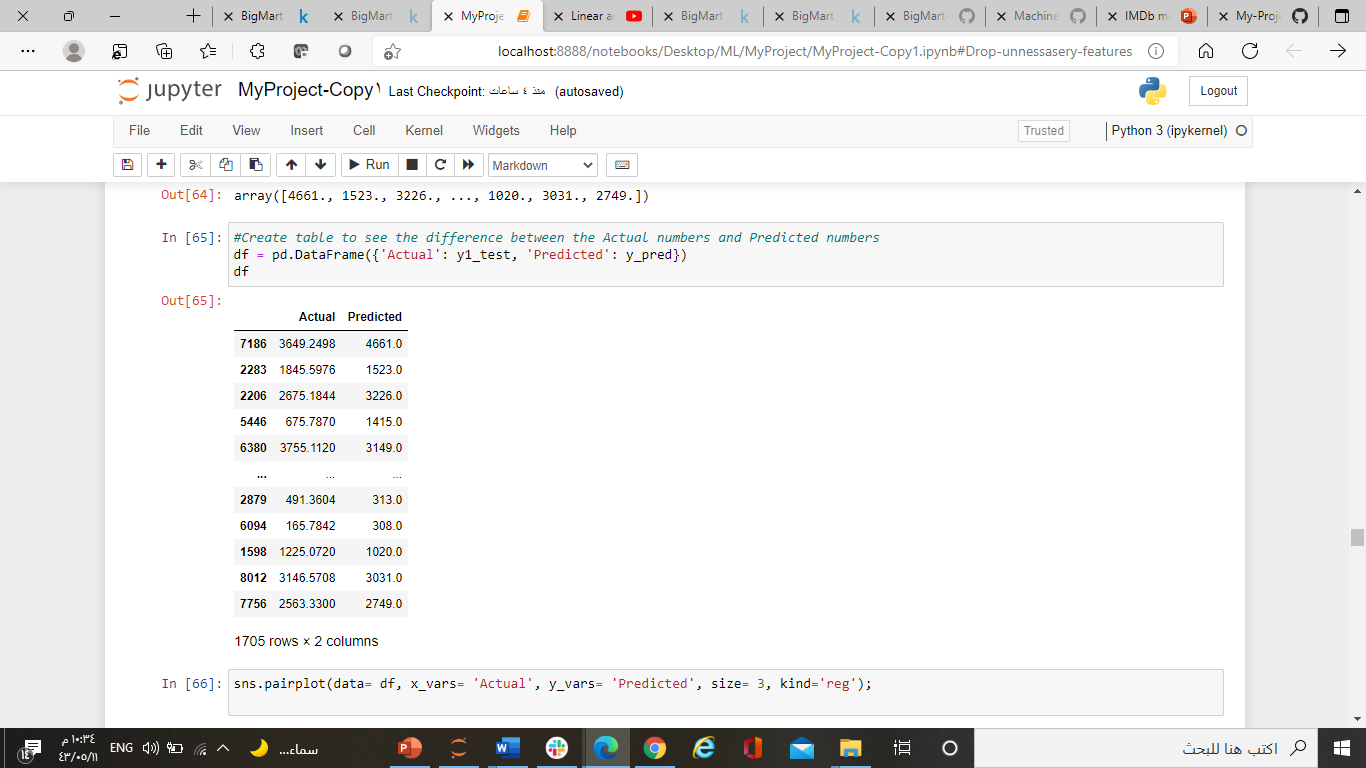 BigMart
BigMart
MyProje
Linear a
BigMart
BigMart
BigMart-
Machine
IMDb m
My-Proj
localhost:8888/notebooks/Desktop/ML/MyProject/MyProject-Copy1.ipynb#Drop-unnessasery-features
jupyter MyProject-Copy١ Last Checkpoint: منذ ٤ ساعات (autosaved)
Logout
File Edit View Insert Cell Kernel Widgets Help
Trusted
Python 3 (ipykernel)
Run
Markdown
Out[64]: array([4661., 1523., 3226., ..., 1020., 3031., 2749.])
In [65]: #Create table to see the difference between the Actual numbers and Predicted numbers
df = pd.DataFrame({'Actual': y1_test, 'Predicted': y_pred})
df
Out[65]:
Actual Predicted
7186 3649.2498 4661.0
2283 1845.5976 1523.0
2206 2675.1844 3226.0
5446 675.7870 1415.0
6380 3755.1120 3149.0
... ... ...
2879 491.3604 313.0
6094 165.7842 308.0
1598 1225.0720 1020.0
8012 3146.5708 3031.0
7756 2563.3300 2749.0
1705 rows × 2 columns
In [66]: sns.pairplot(data= df, x_vars= 'Actual', y_vars= 'Predicted', size= 3, kind='reg');
١٠:٣٤ م
٤٣/٠٥/١١
ENG
سماء...
اكتب هنا للبحث